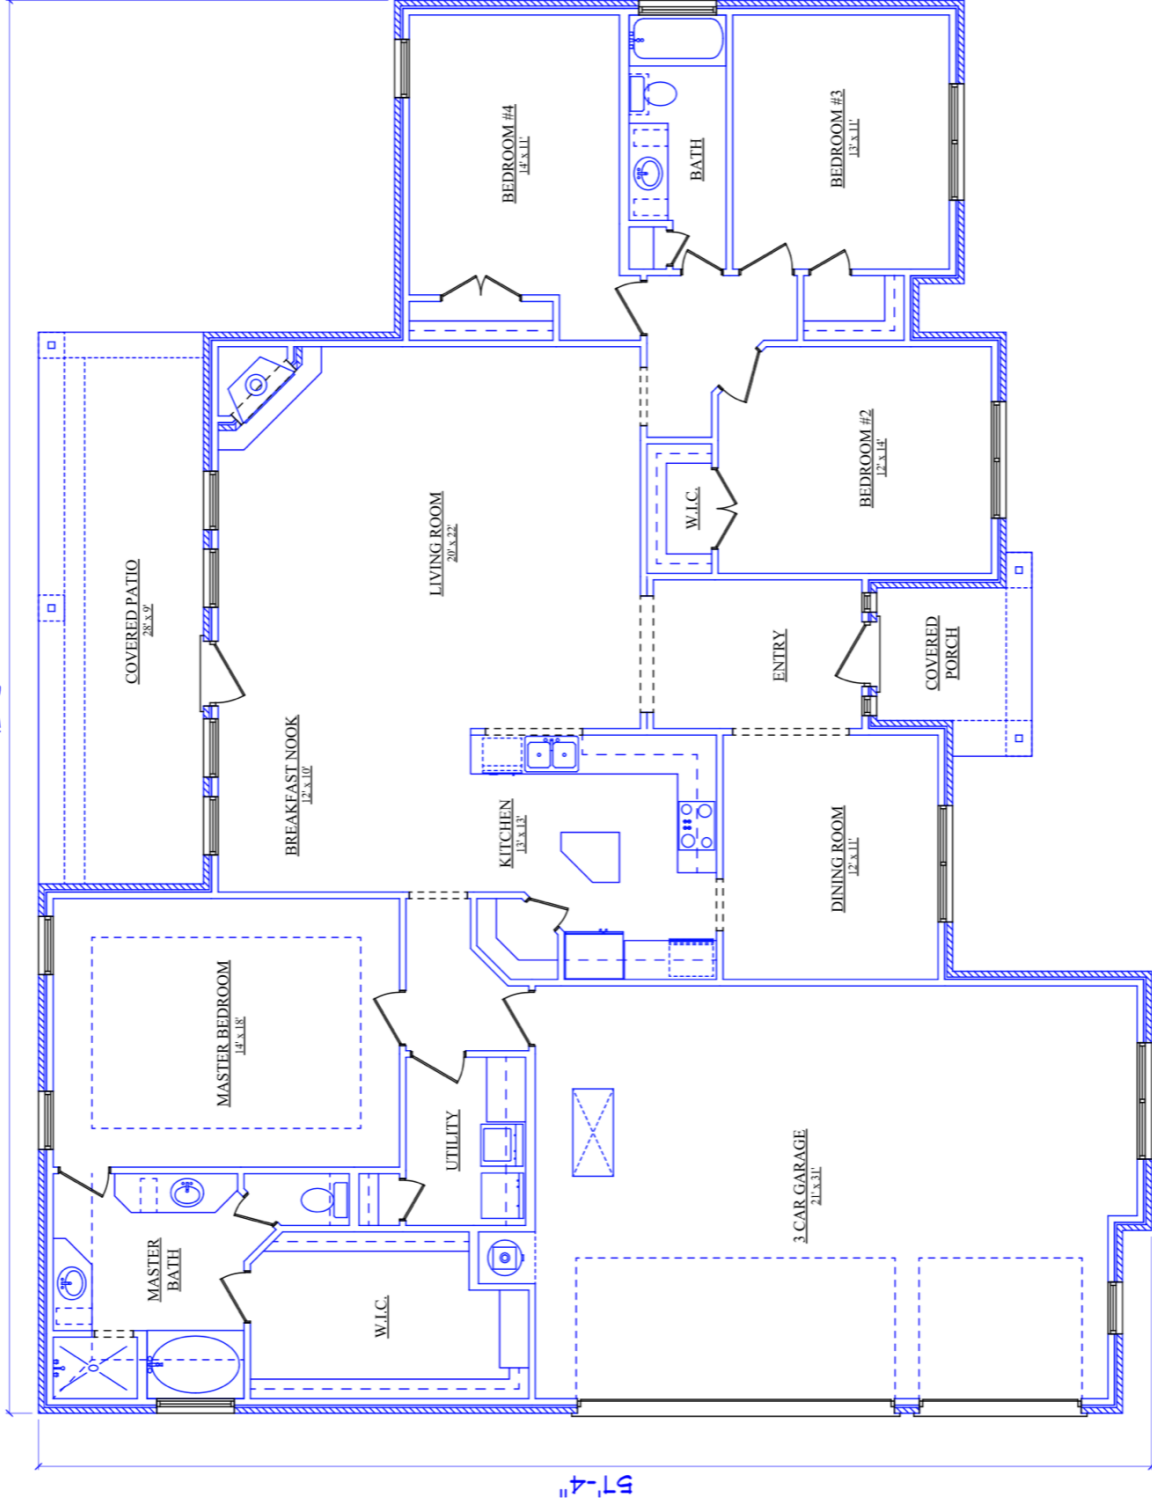 BEDROOM #4
14' x 11'
BATH
BEDROOM #3
13' x 11'
COVERED PATIO
28' x 9'
LIVING ROOM
20' x 22'
W.I.C.
BEDROOM #2
12' x 14'
BREAKFAST NOOK
12' x 10'
ENTRY
COVERED
PORCH
KITCHEN
13' x 13'
DINING ROOM
12' x 11'
MASTER BEDROOM
14' x 18'
UTILITY
3 CAR GARAGE
21' x 31'
MASTER
BATH
W.I.C.
57'-4"